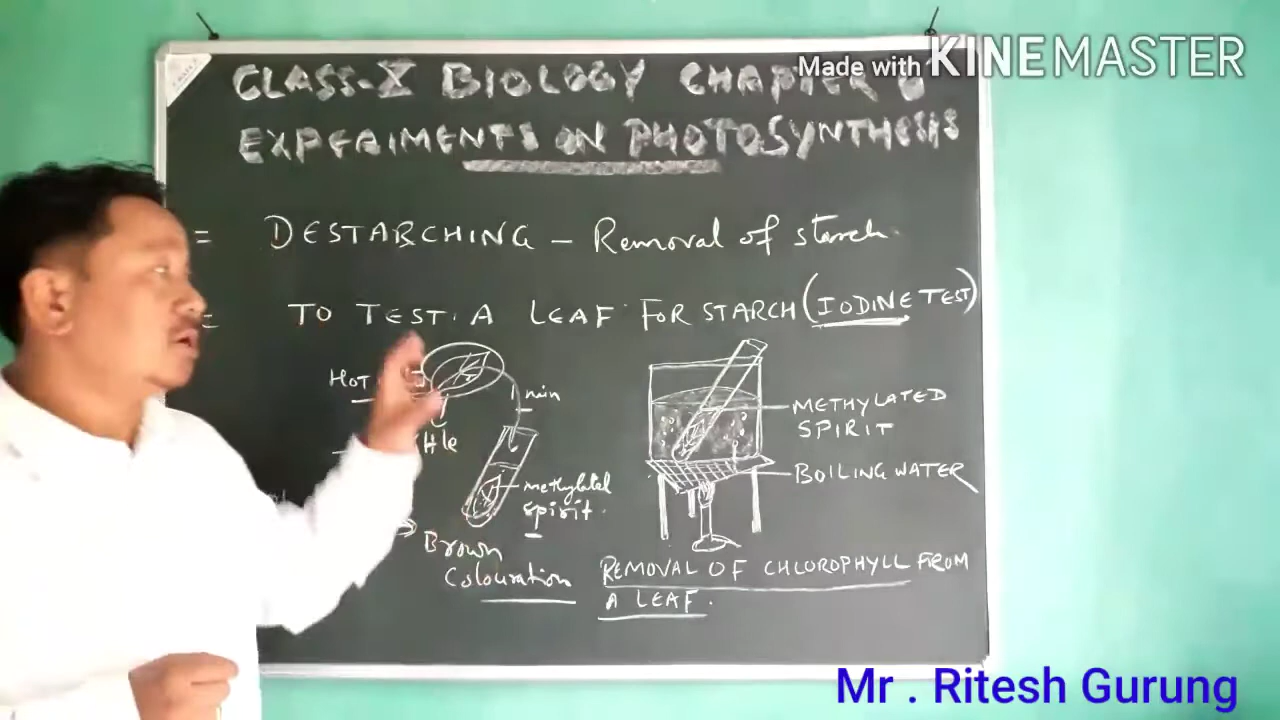 Made with KINEMASTER
CLASS-X BIOLOGY CHAPTER 6
EXPERIMENTS ON PHOTOSYNTHESIS
= DESTARCHING - Removal of starch.
= TO TEST A LEAF FOR STARCH (IODINE TEST)
HOT
1 min
METHYLATED
SPIRIT
BOILING WATER
methylated
spirit.
Brown
Colouration
REMOVAL OF CHLOROPHYLL FROM
A LEAF.
Mr . Ritesh Gurung